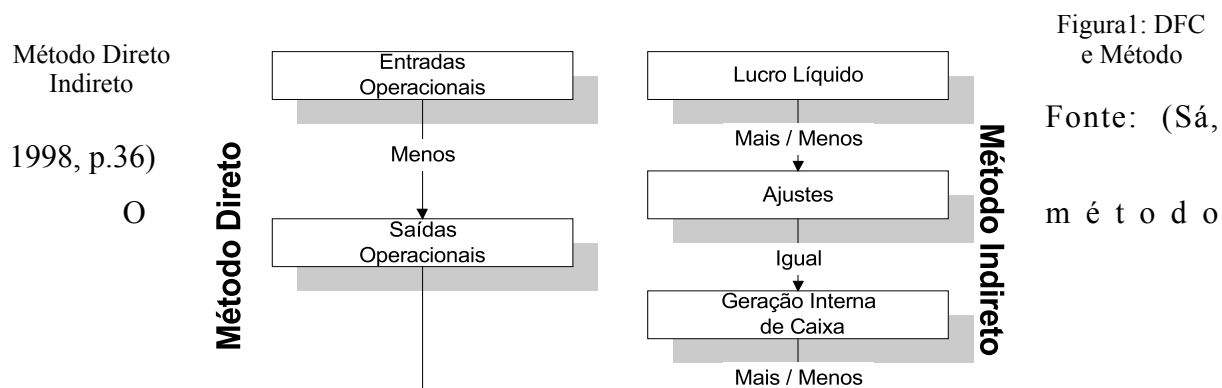 Figura1: DFC
Método Direto
e Método
Indireto
Fonte: (Sá,
1998, p.36)
O
método
Método Direto
Entradas
Operacionais
Menos
Saídas
Operacionais
Método Indireto
Lucro Líquido
Mais / Menos
Ajustes
Igual
Geração Interna
de Caixa
Mais / Menos